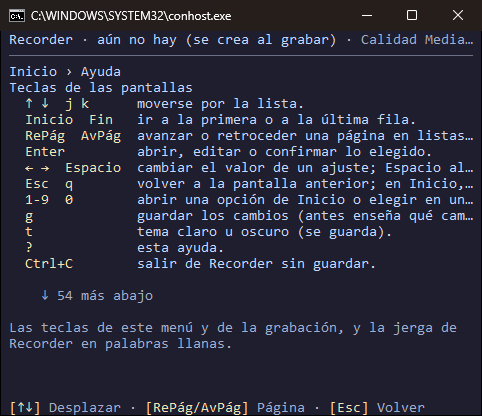 C:\WINDOWS\SYSTEM32\conhost.exe
Recorder · aún no hay (se crea al grabar) · Calidad Media…
Inicio › Ayuda
Teclas de las pantallas
↑ ↓ j k moverse por la lista.
Inicio Fin ir a la primera o a la última fila.
RePág AvPág avanzar o retroceder una página en listas…
Enter abrir, editar o confirmar lo elegido.
← → Espacio cambiar el valor de un ajuste; Espacio al…
Esc q volver a la pantalla anterior; en Inicio,…
1-9 0 abrir una opción de Inicio o elegir en un…
g guardar los cambios (antes enseña qué cam…
t tema claro u oscuro (se guarda).
? esta ayuda.
Ctrl+C salir de Recorder sin guardar.
↓ 54 más abajo
Las teclas de este menú y de la grabación, y la jerga de
Recorder en palabras llanas.
[↑↓] Desplazar · [RePág/AvPág] Página · [Esc] Volver